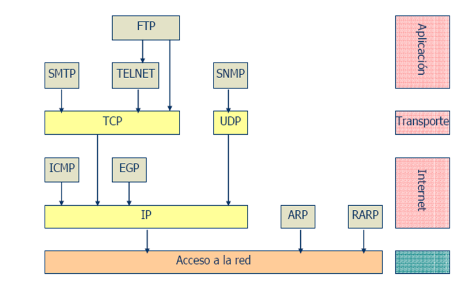 FTP
Aplicación
SMTP
TELNET
SNMP
TCP
UDP
Transporte
ICMP
EGP
Internet
IP
ARP
RARP
Acceso a la red